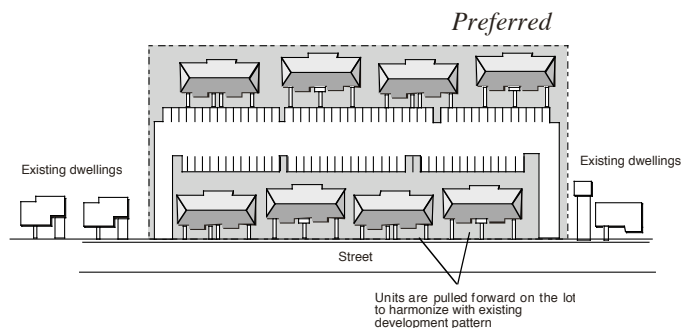 Preferred
Existing dwellings
Existing dwellings
Street
Units are pulled forward on the lot
to harmonize with existing
development pattern